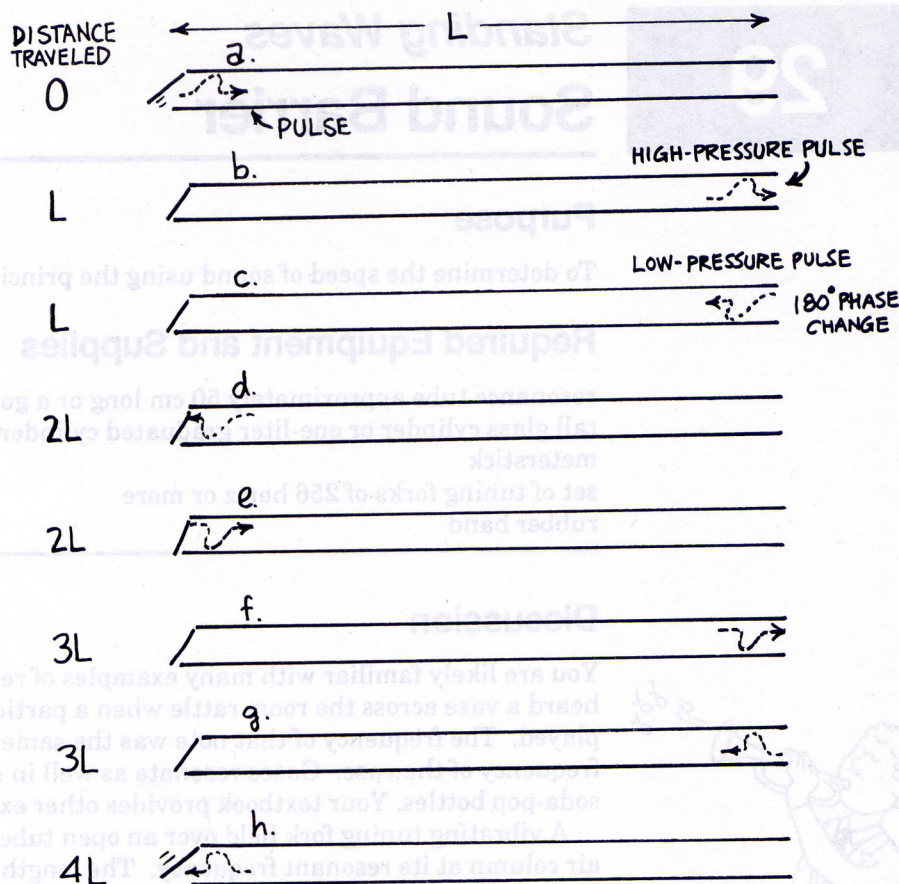 DISTANCE
TRAVELED
L
a.
0
PULSE
b.
HIGH-PRESSURE PULSE
L
c.
LOW-PRESSURE PULSE
L
180° PHASE
CHANGE
d.
2L
e.
2L
f.
3L
g.
3L
h.
4L
29
Standing Waves
Sound Barrier
Purpose
To determine the speed of sound using the princi
Required Equipment and Supplies
resonance tube approximately 50 cm long or a
tall glass cylinder or one-liter graduated cylinder
meterstick
set of tuning forks of 256 hertz or more
rubber band
Discussion
You are likely familiar with many examples of
heard a vase across the room rattle when a
played. The frequency of that note was the same
frequency of the vase. Gases resonate as well in
soda-pop bottles. Your textbook provides other
A vibrating tuning fork held over an open tube
air column at its resonant frequency. The length